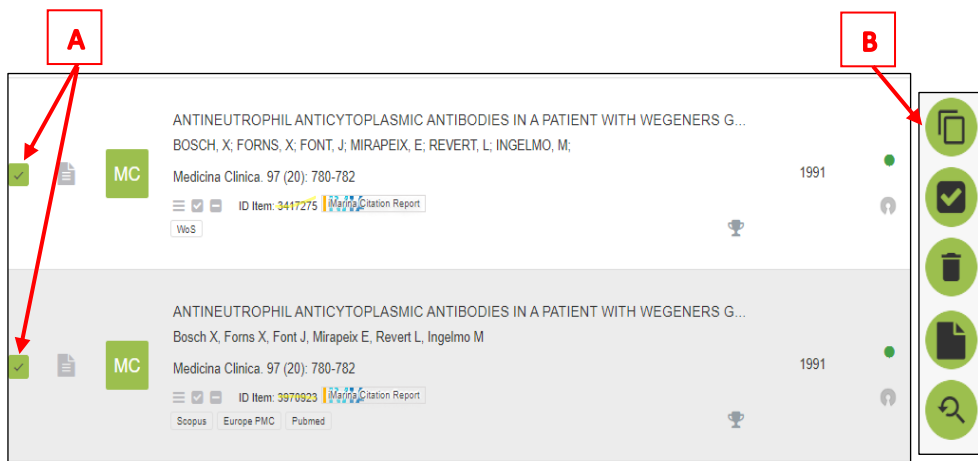 A
B
ANTINEUTROPHIL ANTICYTOPLASMIC ANTIBODIES IN A PATIENT WITH WEGENERS G...
BOSCH, X; FORNS, X; FONT, J; MIRAPEIX, E; REVERT, L; INGELMO, M;
MC
1991
Medicina Clinica. 97 (20): 780-782
ID Item: 3417275 iMarina Citation Report
WoS
ANTINEUTROPHIL ANTICYTOPLASMIC ANTIBODIES IN A PATIENT WITH WEGENERS G...
Bosch X, Forns X, Font J, Mirapeix E, Revert L, Ingelmo M
MC
1991
Medicina Clinica. 97 (20): 780-782
ID Item: 3970923 iMarina Citation Report
Scopus Europe PMC Pubmed